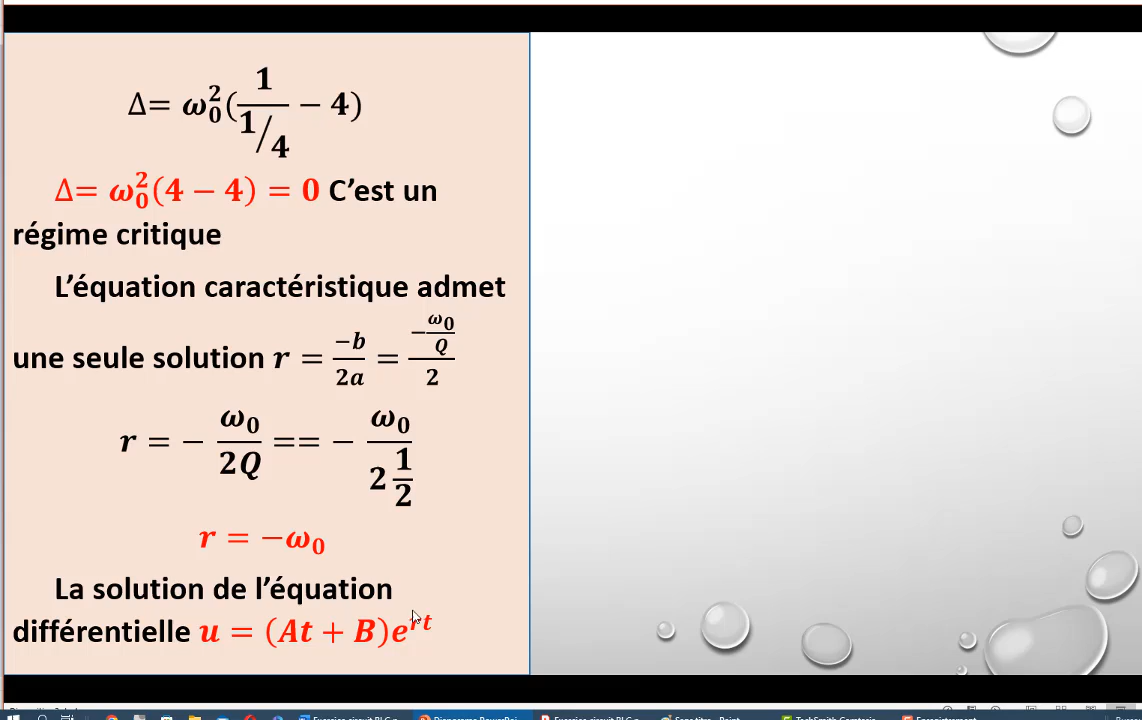 Δ= ω₀²(1/(1/4) − 4)
Δ= ω₀²(4 − 4) = 0 C’est un
régime critique
L’équation caractéristique admet
une seule solution r = −b/2a = (−ω₀/Q)/2
r = − ω₀/2Q == − ω₀/(2 1/2)
r = −ω₀
La solution de l’équation
différentielle u = (At + B)eʳᵗ